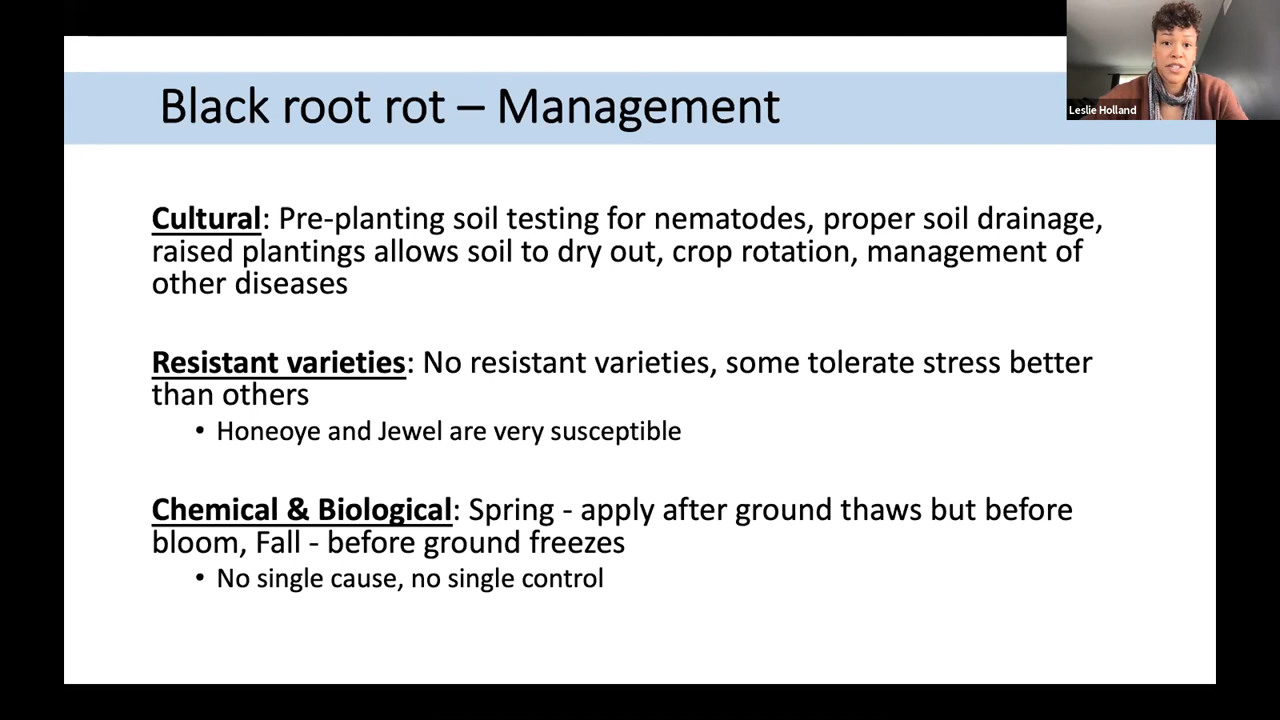 Black root rot – Management
Leslie Holland
Cultural: Pre-planting soil testing for nematodes, proper soil drainage,
raised plantings allows soil to dry out, crop rotation, management of
other diseases
Resistant varieties: No resistant varieties, some tolerate stress better
than others
• Honeoye and Jewel are very susceptible
Chemical & Biological: Spring - apply after ground thaws but before
bloom, Fall - before ground freezes
• No single cause, no single control